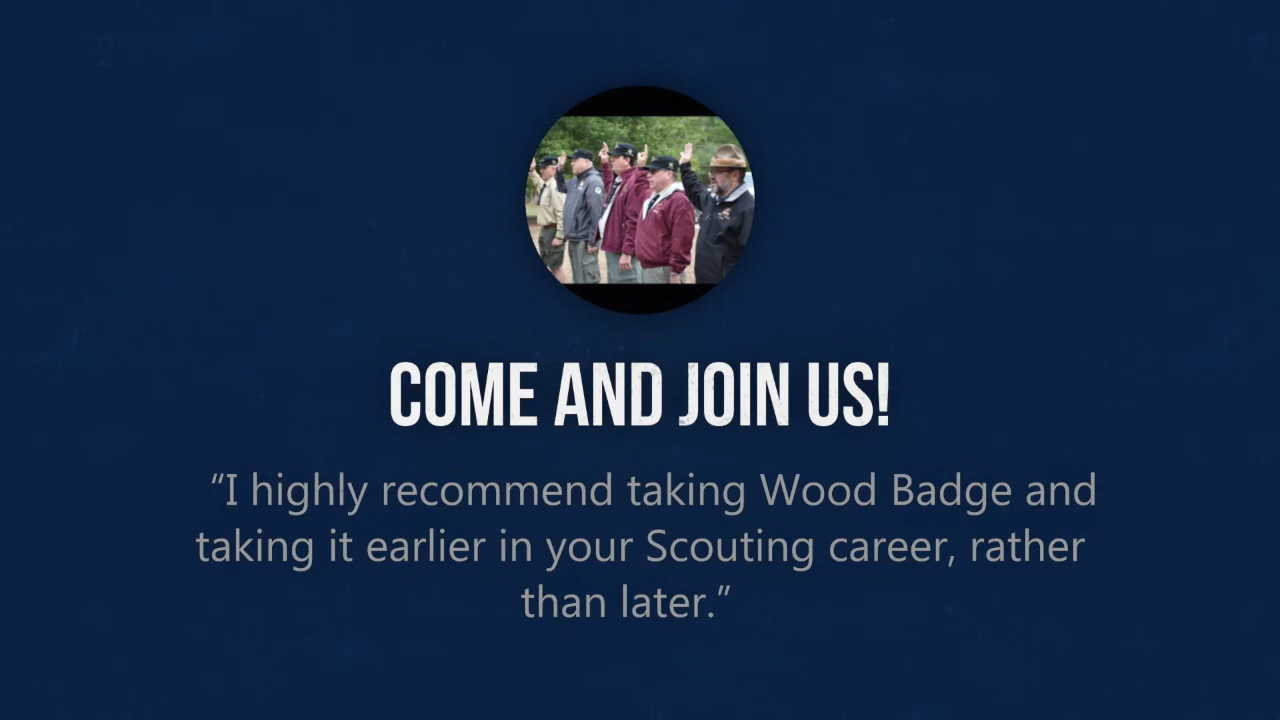 COME AND JOIN US!
“I highly recommend taking Wood Badge and
taking it earlier in your Scouting career, rather
than later.”